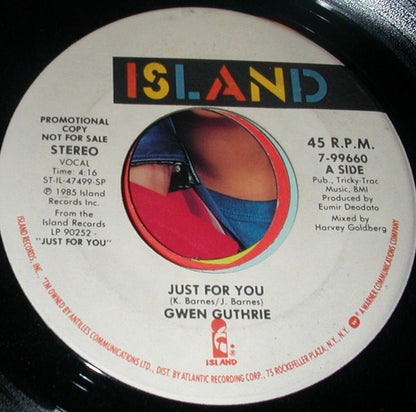 ISLAND
PROMOTIONAL
COPY
NOT FOR SALE
STEREO
VOCAL
Time: 4:16
ST-IL-47499-SP
℗ 1985 Island
Records Inc.
From the
Island Records
LP 90252 -
"JUST FOR YOU"
45 R.P.M.
7-99660
A SIDE
Pub., Tricky-Trac
Music, BMI
Produced by
Eumir Deodato
Mixed by
Harvey Goldberg
JUST FOR YOU
(K. Barnes/J. Barnes)
GWEN GUTHRIE
ISLAND
®
ISLAND RECORDS, INC., "TM OWNED BY ANTILLES COMMUNICATIONS LTD., DIST. BY ATLANTIC RECORDING CORP., 75 ROCKEFELLER PLAZA, N.Y., N.Y. A WARNER COMMUNICATIONS COMPANY